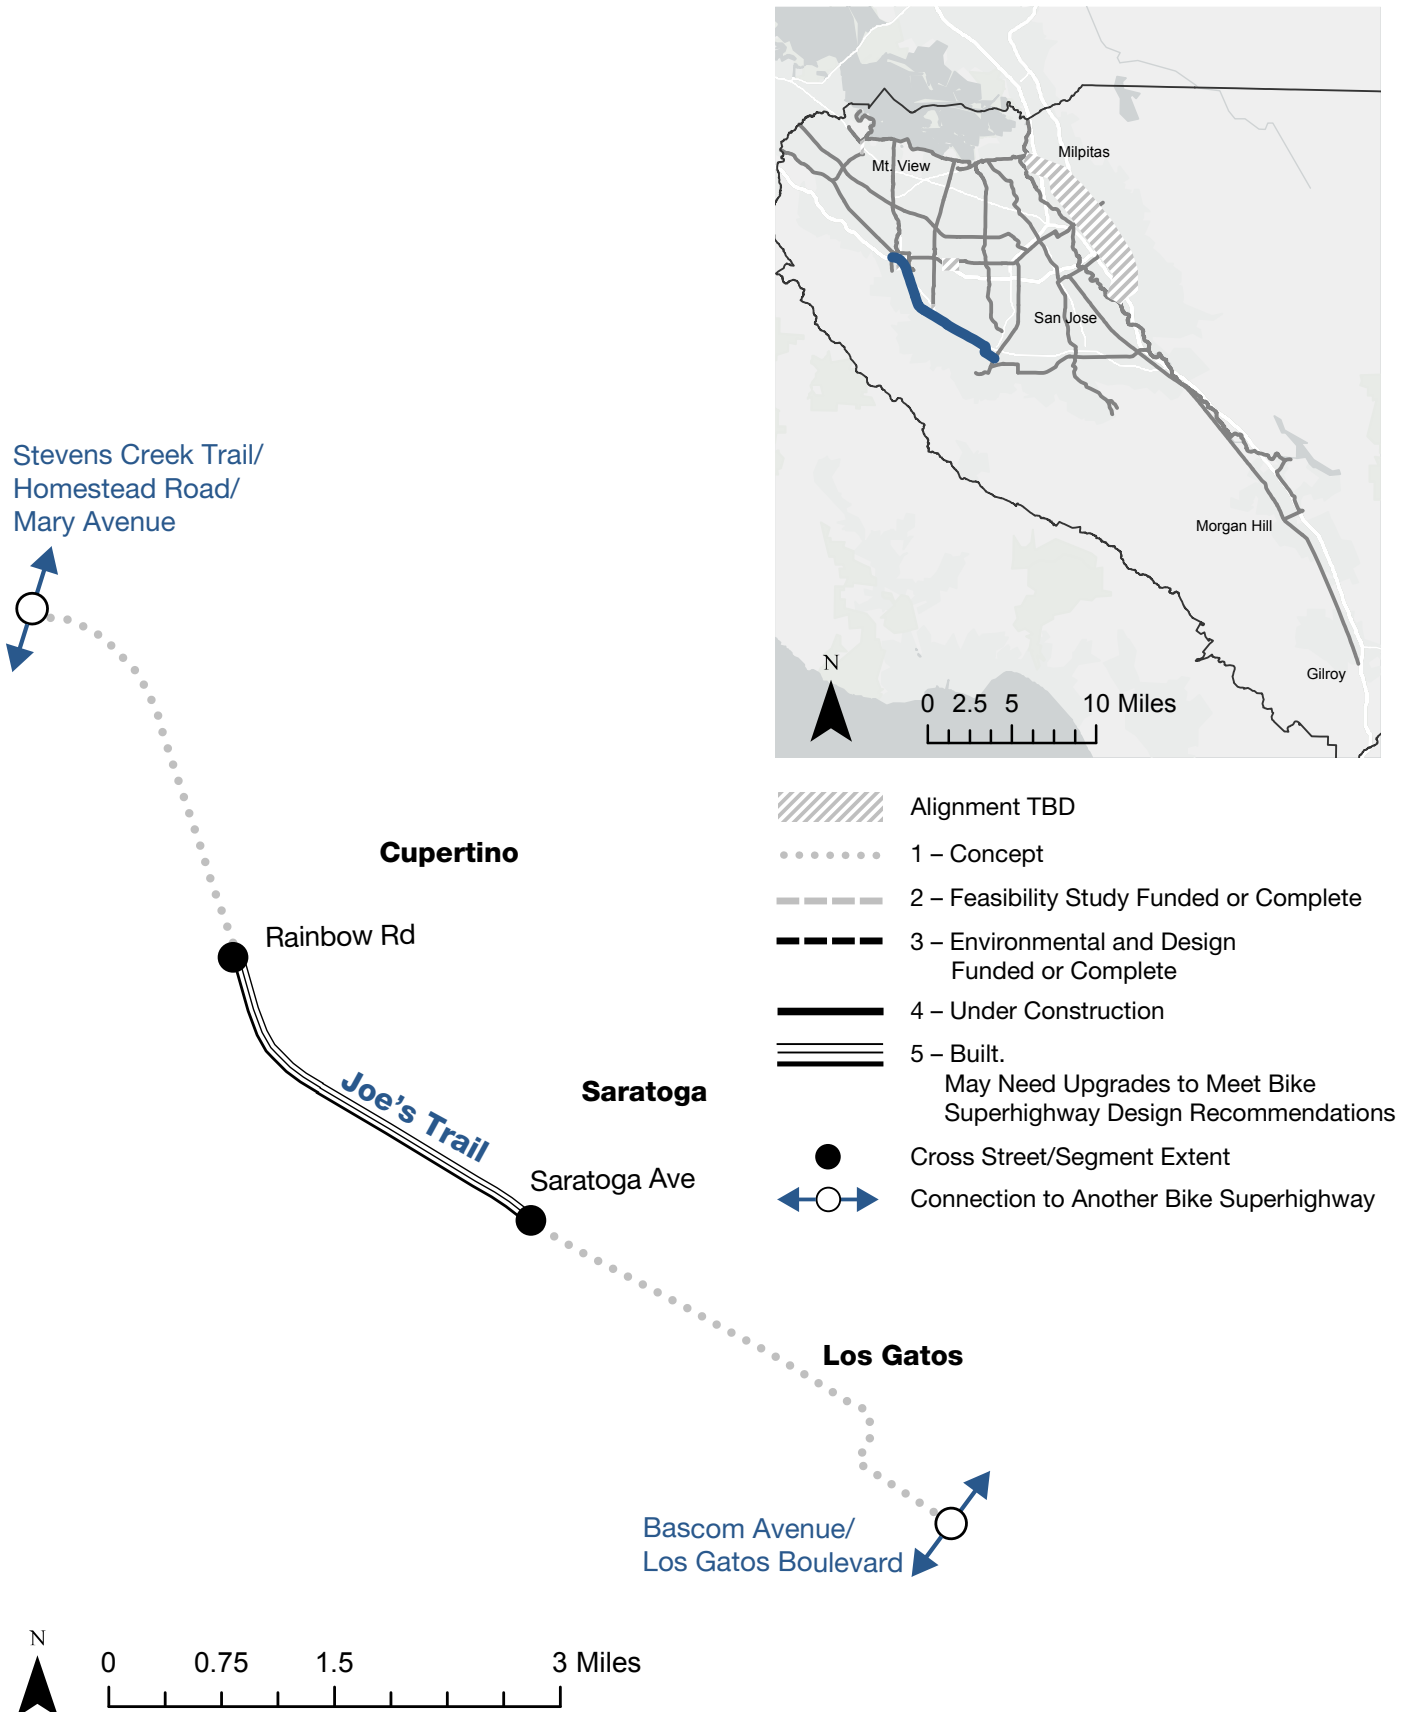 Milpitas
Mt. View
San Jose
Morgan Hill
Gilroy
N
0 2.5 5 10 Miles
Stevens Creek Trail/
Homestead Road/
Mary Avenue
Alignment TBD
1 – Concept
2 – Feasibility Study Funded or Complete
3 – Environmental and Design
Funded or Complete
4 – Under Construction
5 – Built.
May Need Upgrades to Meet Bike
Superhighway Design Recommendations
Cross Street/Segment Extent
Connection to Another Bike Superhighway
Cupertino
Rainbow Rd
Saratoga
Joe's Trail
Saratoga Ave
Los Gatos
Bascom Avenue/
Los Gatos Boulevard
N
0 0.75 1.5 3 Miles